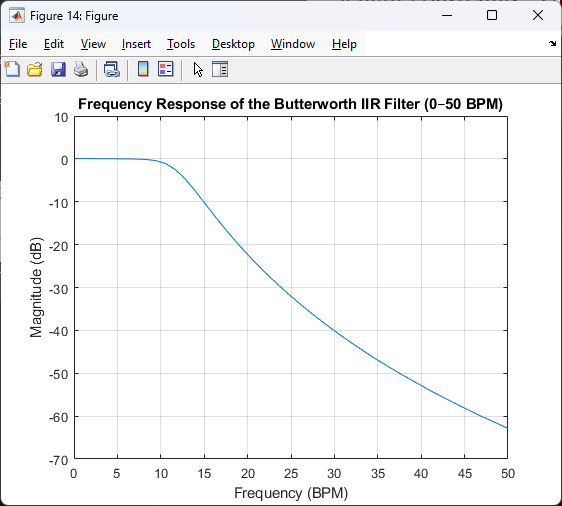 Figure 14: Figure
File Edit View Insert Tools Desktop Window Help
Frequency Response of the Butterworth IIR Filter (0−50 BPM)
10
0
-10
-20
-30
-40
-50
-60
-70
Magnitude (dB)
0 5 10 15 20 25 30 35 40 45 50
Frequency (BPM)